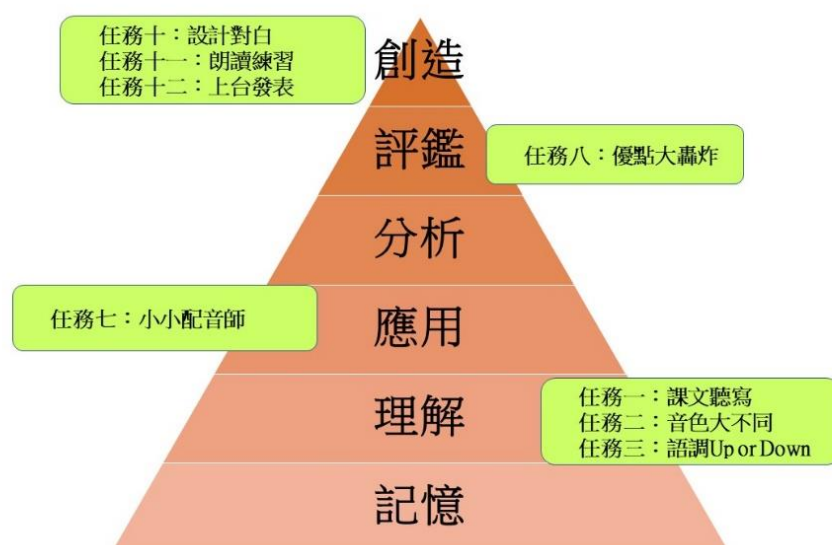 任務十：設計對白
任務十一：朗讀練習
任務十二：上台發表
創造
評鑑
任務八：優點大轟炸
分析
任務七：小小配音師
應用
理解
任務一：課文聽寫
任務二：音色大不同
任務三：語調Up or Down
記憶